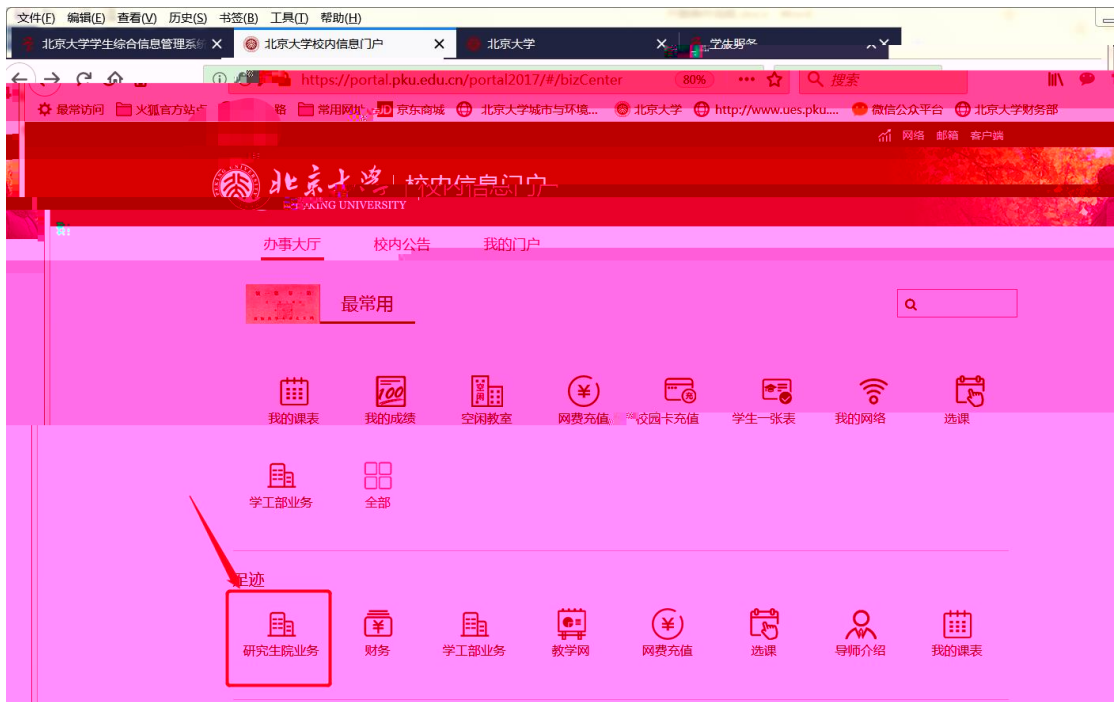 文件(F) 编辑(E) 查看(V) 历史(S) 书签(B) 工具(T) 帮助(H)
北京大学学生综合信息管理系统 × 北京大学校内信息门户 × 北京大学 ×
https://portal.pku.edu.cn/portal2017/#/bizCenter 80% 搜索
最常访问 火狐官方站点 常用网址 JD 京东商城 北京大学城市与环境... 北京大学 http://www.ues.pku.... 微信公众平台 北京大学财务部
网络 邮箱 客户端
北京大学 校内信息门户
PEKING UNIVERSITY
办事大厅 校内公告 我的门户
最常用
我的课表 我的成绩 空闲教室 网费充值 校园卡充值 学生一张表 我的网络 选课
学工部业务 全部
足迹
研究生院业务 财务 学工部业务 教学网 网费充值 选课 导师介绍 我的课表